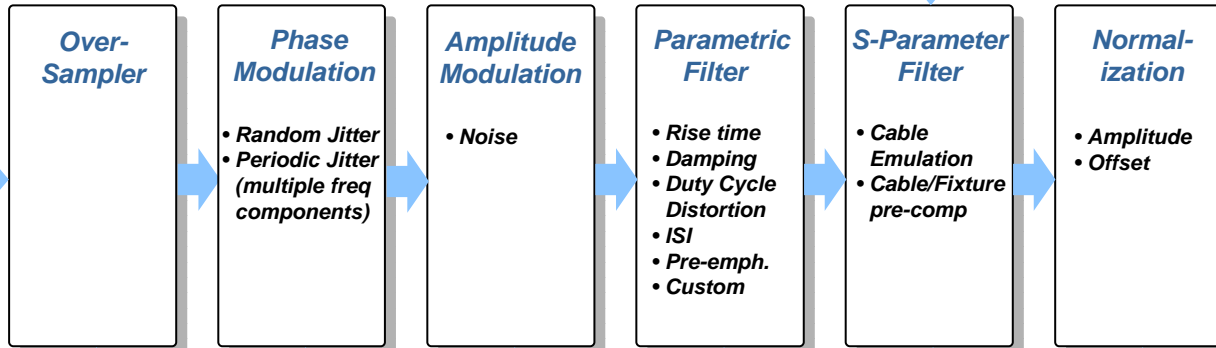 Over-
Sampler
Phase
Modulation
• Random Jitter
• Periodic Jitter
(multiple freq
components)
Amplitude
Modulation
• Noise
Parametric
Filter
• Rise time
• Damping
• Duty Cycle
Distortion
• ISI
• Pre-emph.
• Custom
S-Parameter
Filter
• Cable
Emulation
• Cable/Fixture
pre-comp
Normal-
ization
• Amplitude
• Offset